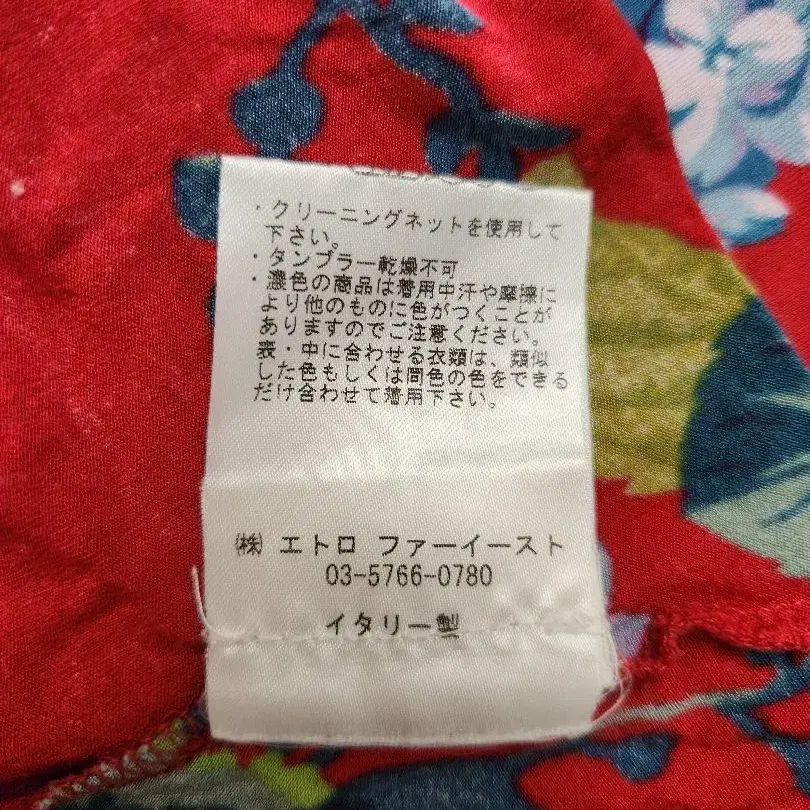 ・クリーニングネットを使用して
下さい。
・タンブラー乾燥不可
・濃色の商品は着用中汗や摩擦に
より他のものに色がつくことが
ありますのでご注意ください。
表・中に合わせる衣類は、類似
した色もしくは同色の色をできる
だけ合わせて着用下さい。
㈱ エトロ ファーイースト
03-5766-0780
イタリー製